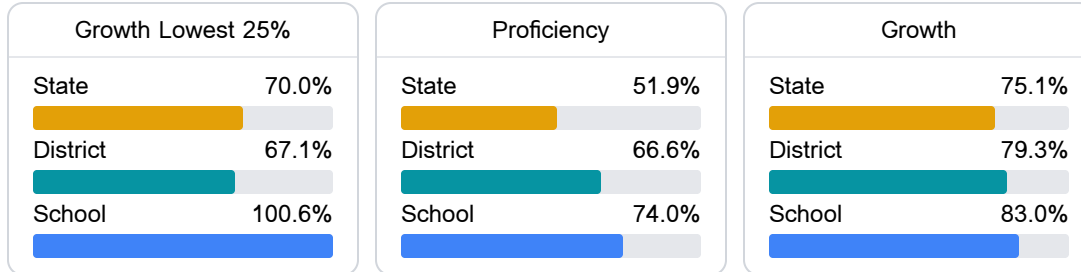 Growth Lowest 25%
State 70.0%
District 67.1%
School 100.6%
Proficiency
State 51.9%
District 66.6%
School 74.0%
Growth
State 75.1%
District 79.3%
School 83.0%